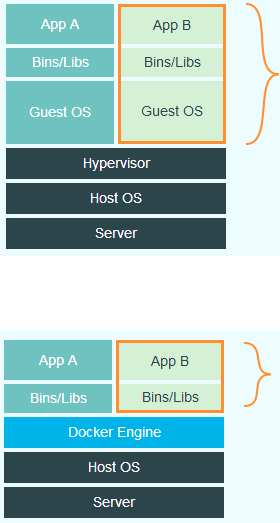 App A
App B
Bins/Libs
Bins/Libs
Guest OS
Guest OS
Hypervisor
Host OS
Server
App A
App B
Bins/Libs
Bins/Libs
Docker Engine
Host OS
Server